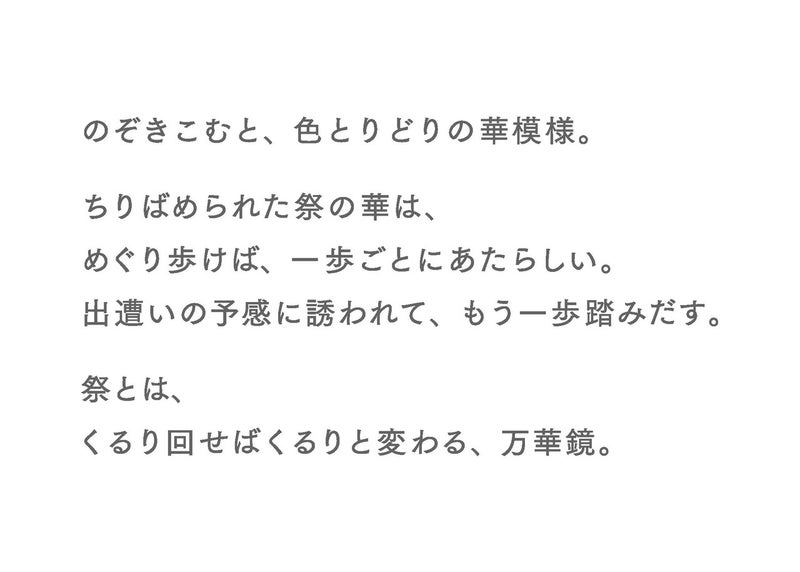 のぞきこむと、色とりどりの華模様。
ちりばめられた祭の華は、
めぐり歩けば、一歩ごとにあたらしい。
出遭いの予感に誘われて、もう一歩踏みだす。
祭とは、
くるり回せばくるりと変わる、万華鏡。